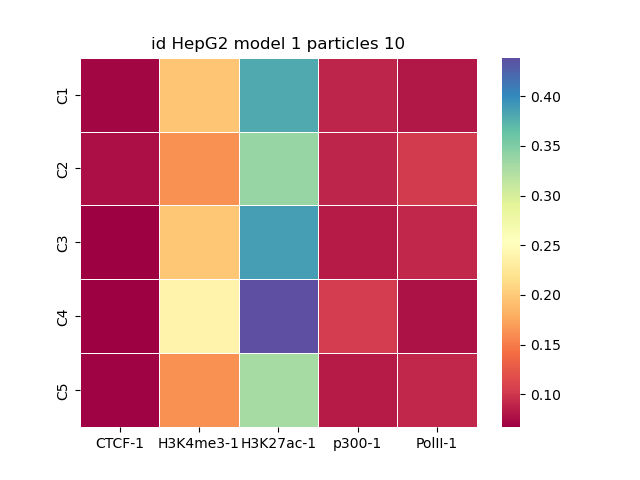 id HepG2 model 1 particles 10
C1
C2
C3
C4
C5
CTCF-1 H3K4me3-1 H3K27ac-1 p300-1 PolII-1
0.40
0.35
0.30
0.25
0.20
0.15
0.10